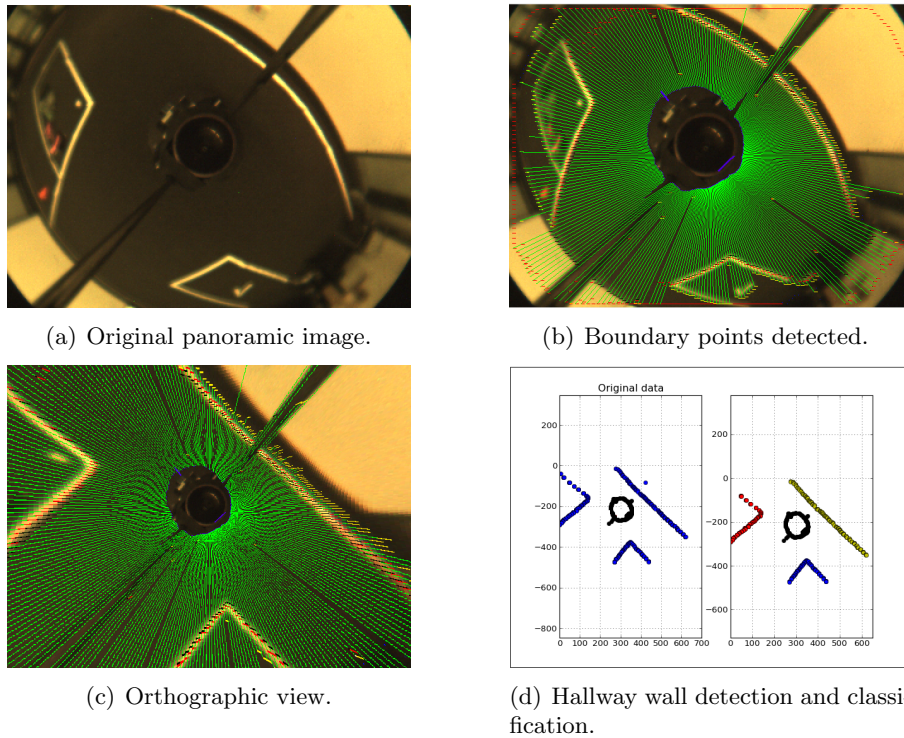 (a) Original panoramic image.
(b) Boundary points detected.
(c) Orthographic view.
Original data
200
0
−200
−400
−600
−800
0 100 200 300 400 500 600 700
200
0
−200
−400
−600
0 100 200 300 400 500 600
(d) Hallway wall detection and classi-
fication.